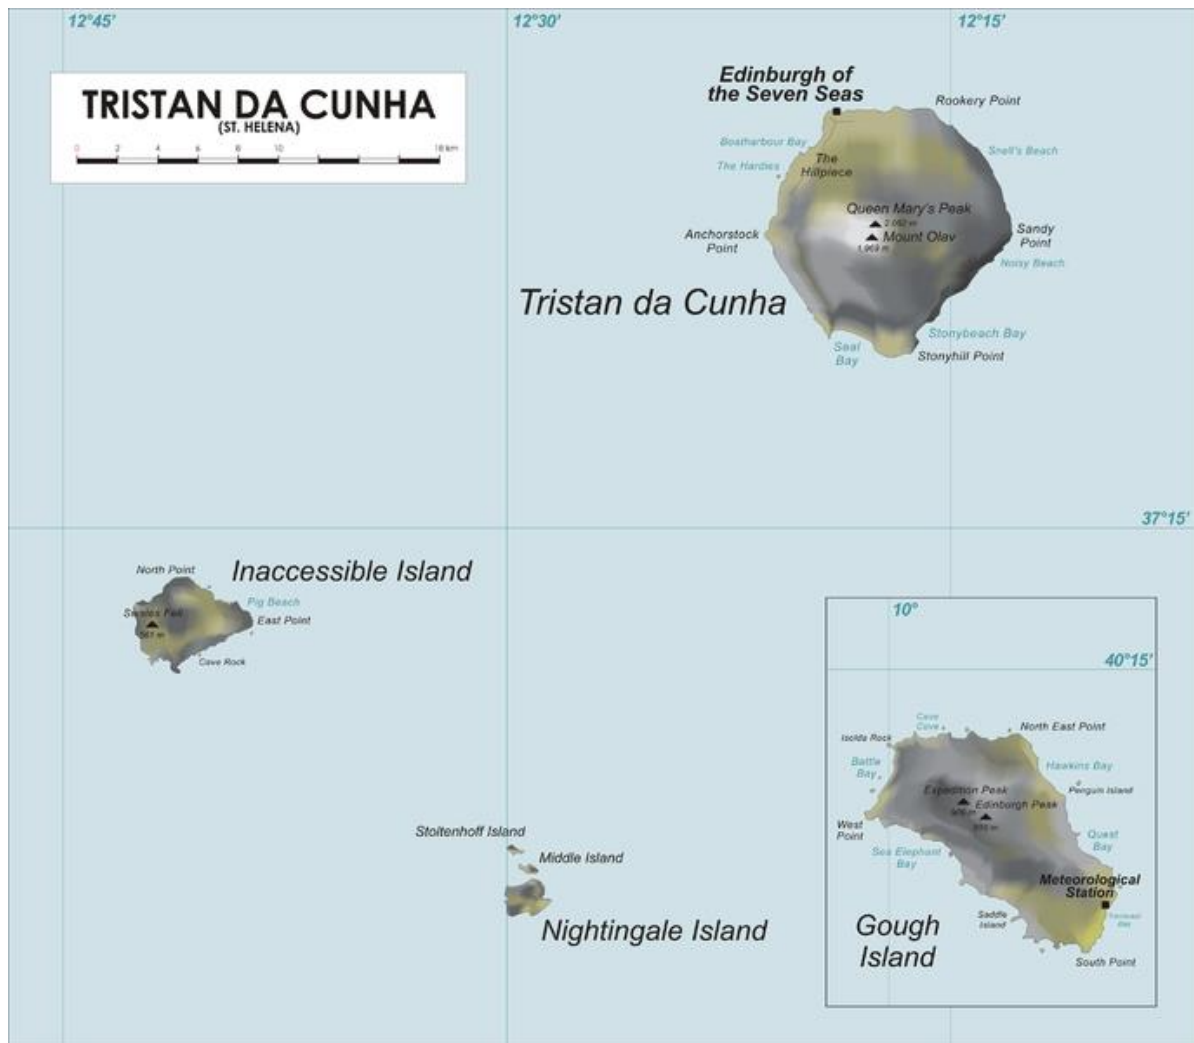 12°45'
12°30'
12°15'
TRISTAN DA CUNHA
(ST. HELENA)
0 2 4 6 8 10 18 km
Edinburgh of
the Seven Seas
Rookery Point
Boatharbour Bay
The Hardies
The
Hillpiece
Snell's Beach
Queen Mary's Peak
2.062 m
Mount Olav
1.969 m
Anchorstock
Point
Sandy
Point
Noisy Beach
Tristan da Cunha
Stonybeach Bay
Seal
Bay
Stonyhill Point
37°15'
North Point
Inaccessible Island
Pig Beach
East Point
561 m
Cave Rock
Stoltenhoff Island
Middle Island
Nightingale Island
10°
40°15'
Cave
Cove
North East Point
Isolda Rock
Battle
Bay
Hawkins Bay
Penguin Island
Expedition Peak
Edinburgh Peak
West
Point
Sea Elephant
Bay
Quest
Bay
Meteorological
Station
Saddle
Island
Gough
Island
South Point